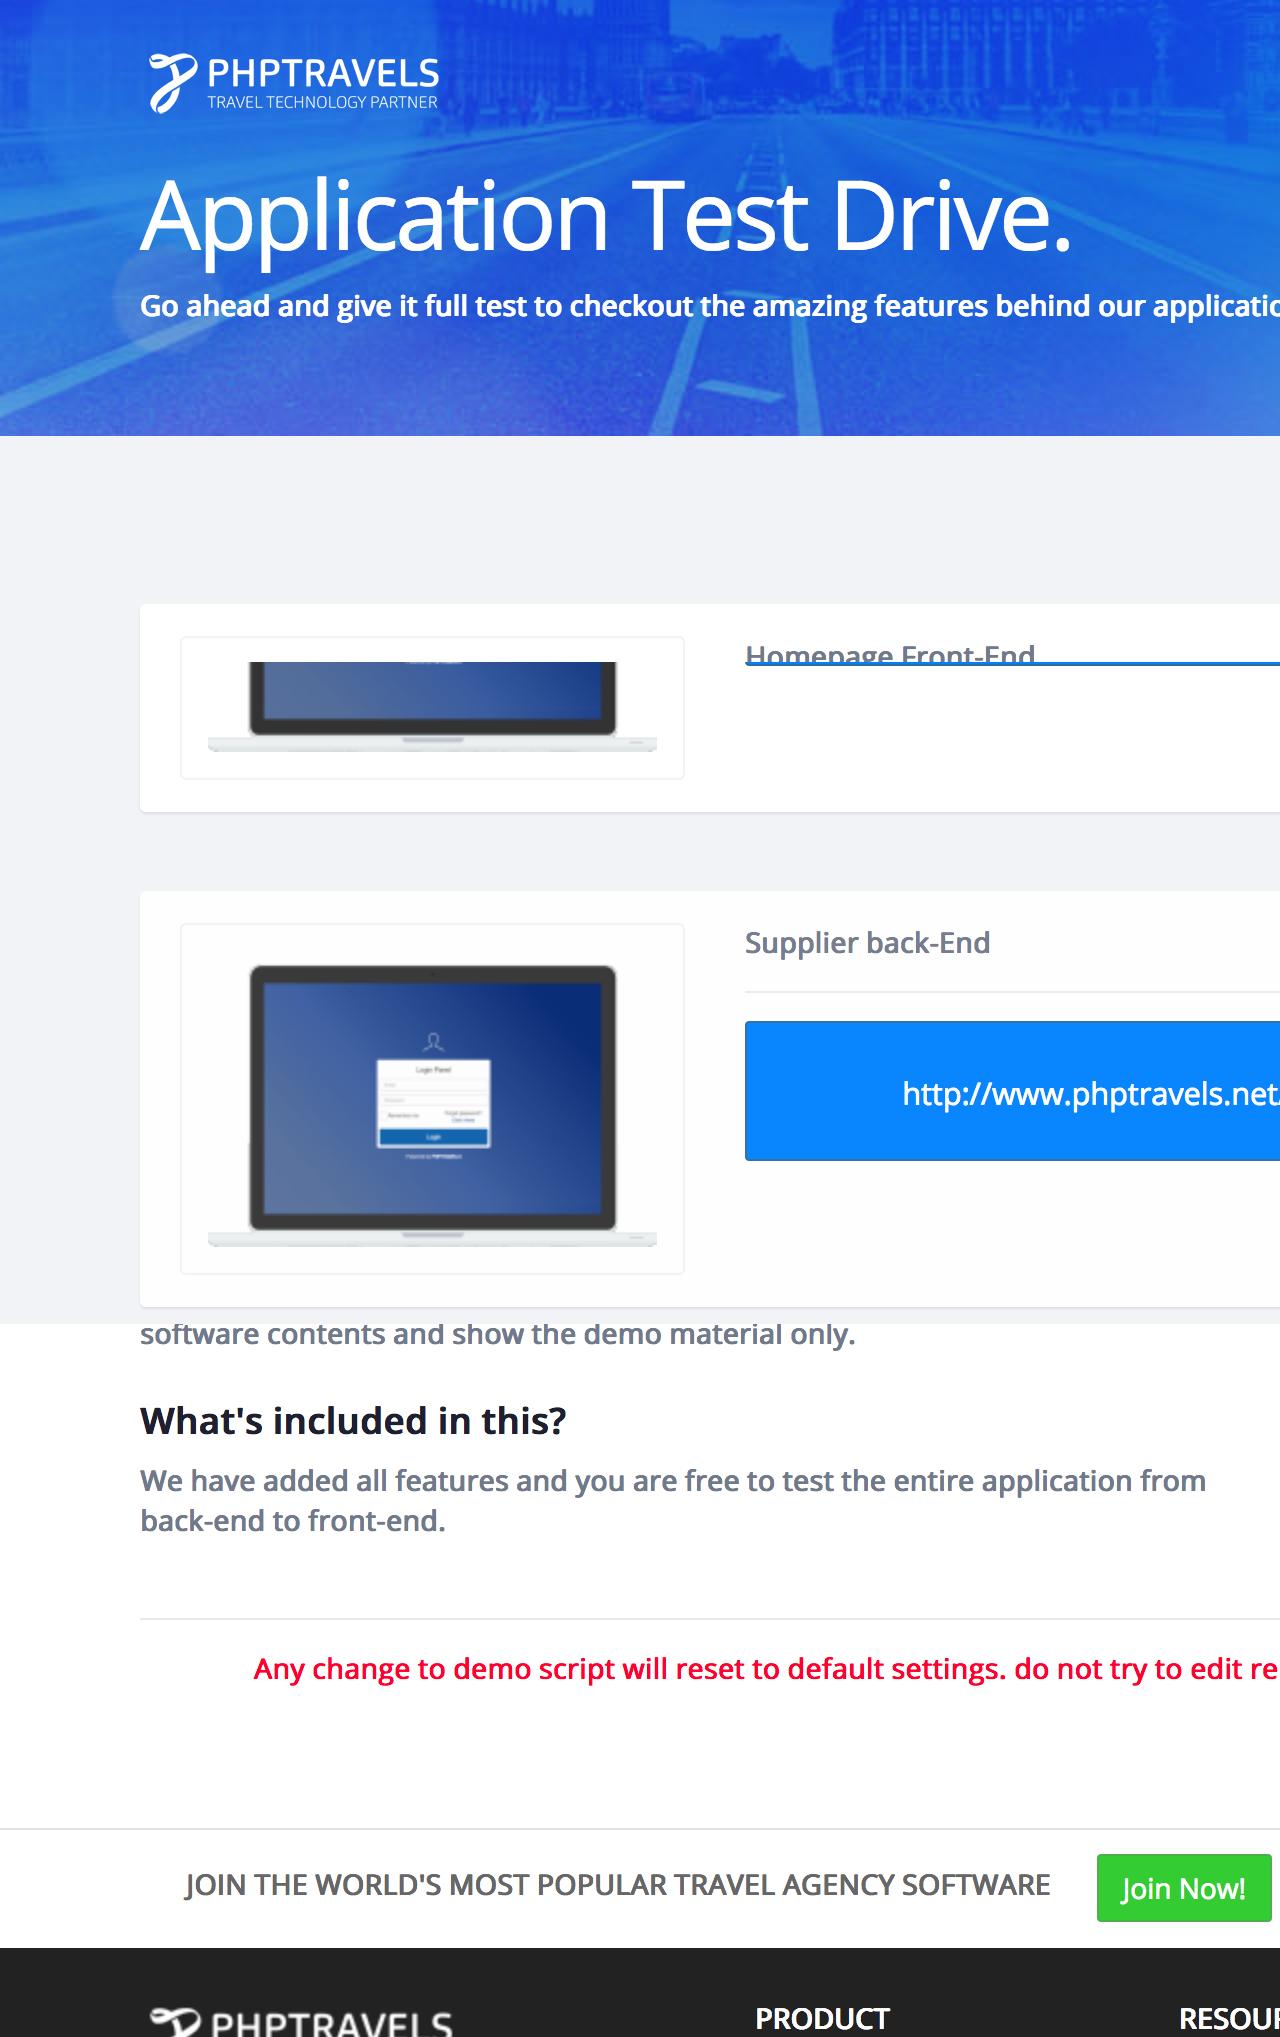 PHPTRAVELS
TRAVEL TECHNOLOGY PARTNER
Application Test Drive.
Go ahead and give it full test to checkout the amazing features behind our applicatio
Homepage Front-End
Supplier back-End
Login Panel
Login
http://www.phptravels.net
software contents and show the demo material only.
What's included in this?
We have added all features and you are free to test the entire application from
back-end to front-end.
Any change to demo script will reset to default settings. do not try to edit re
JOIN THE WORLD'S MOST POPULAR TRAVEL AGENCY SOFTWARE
Join Now!
PHPTRAVELS
PRODUCT
RESOUR